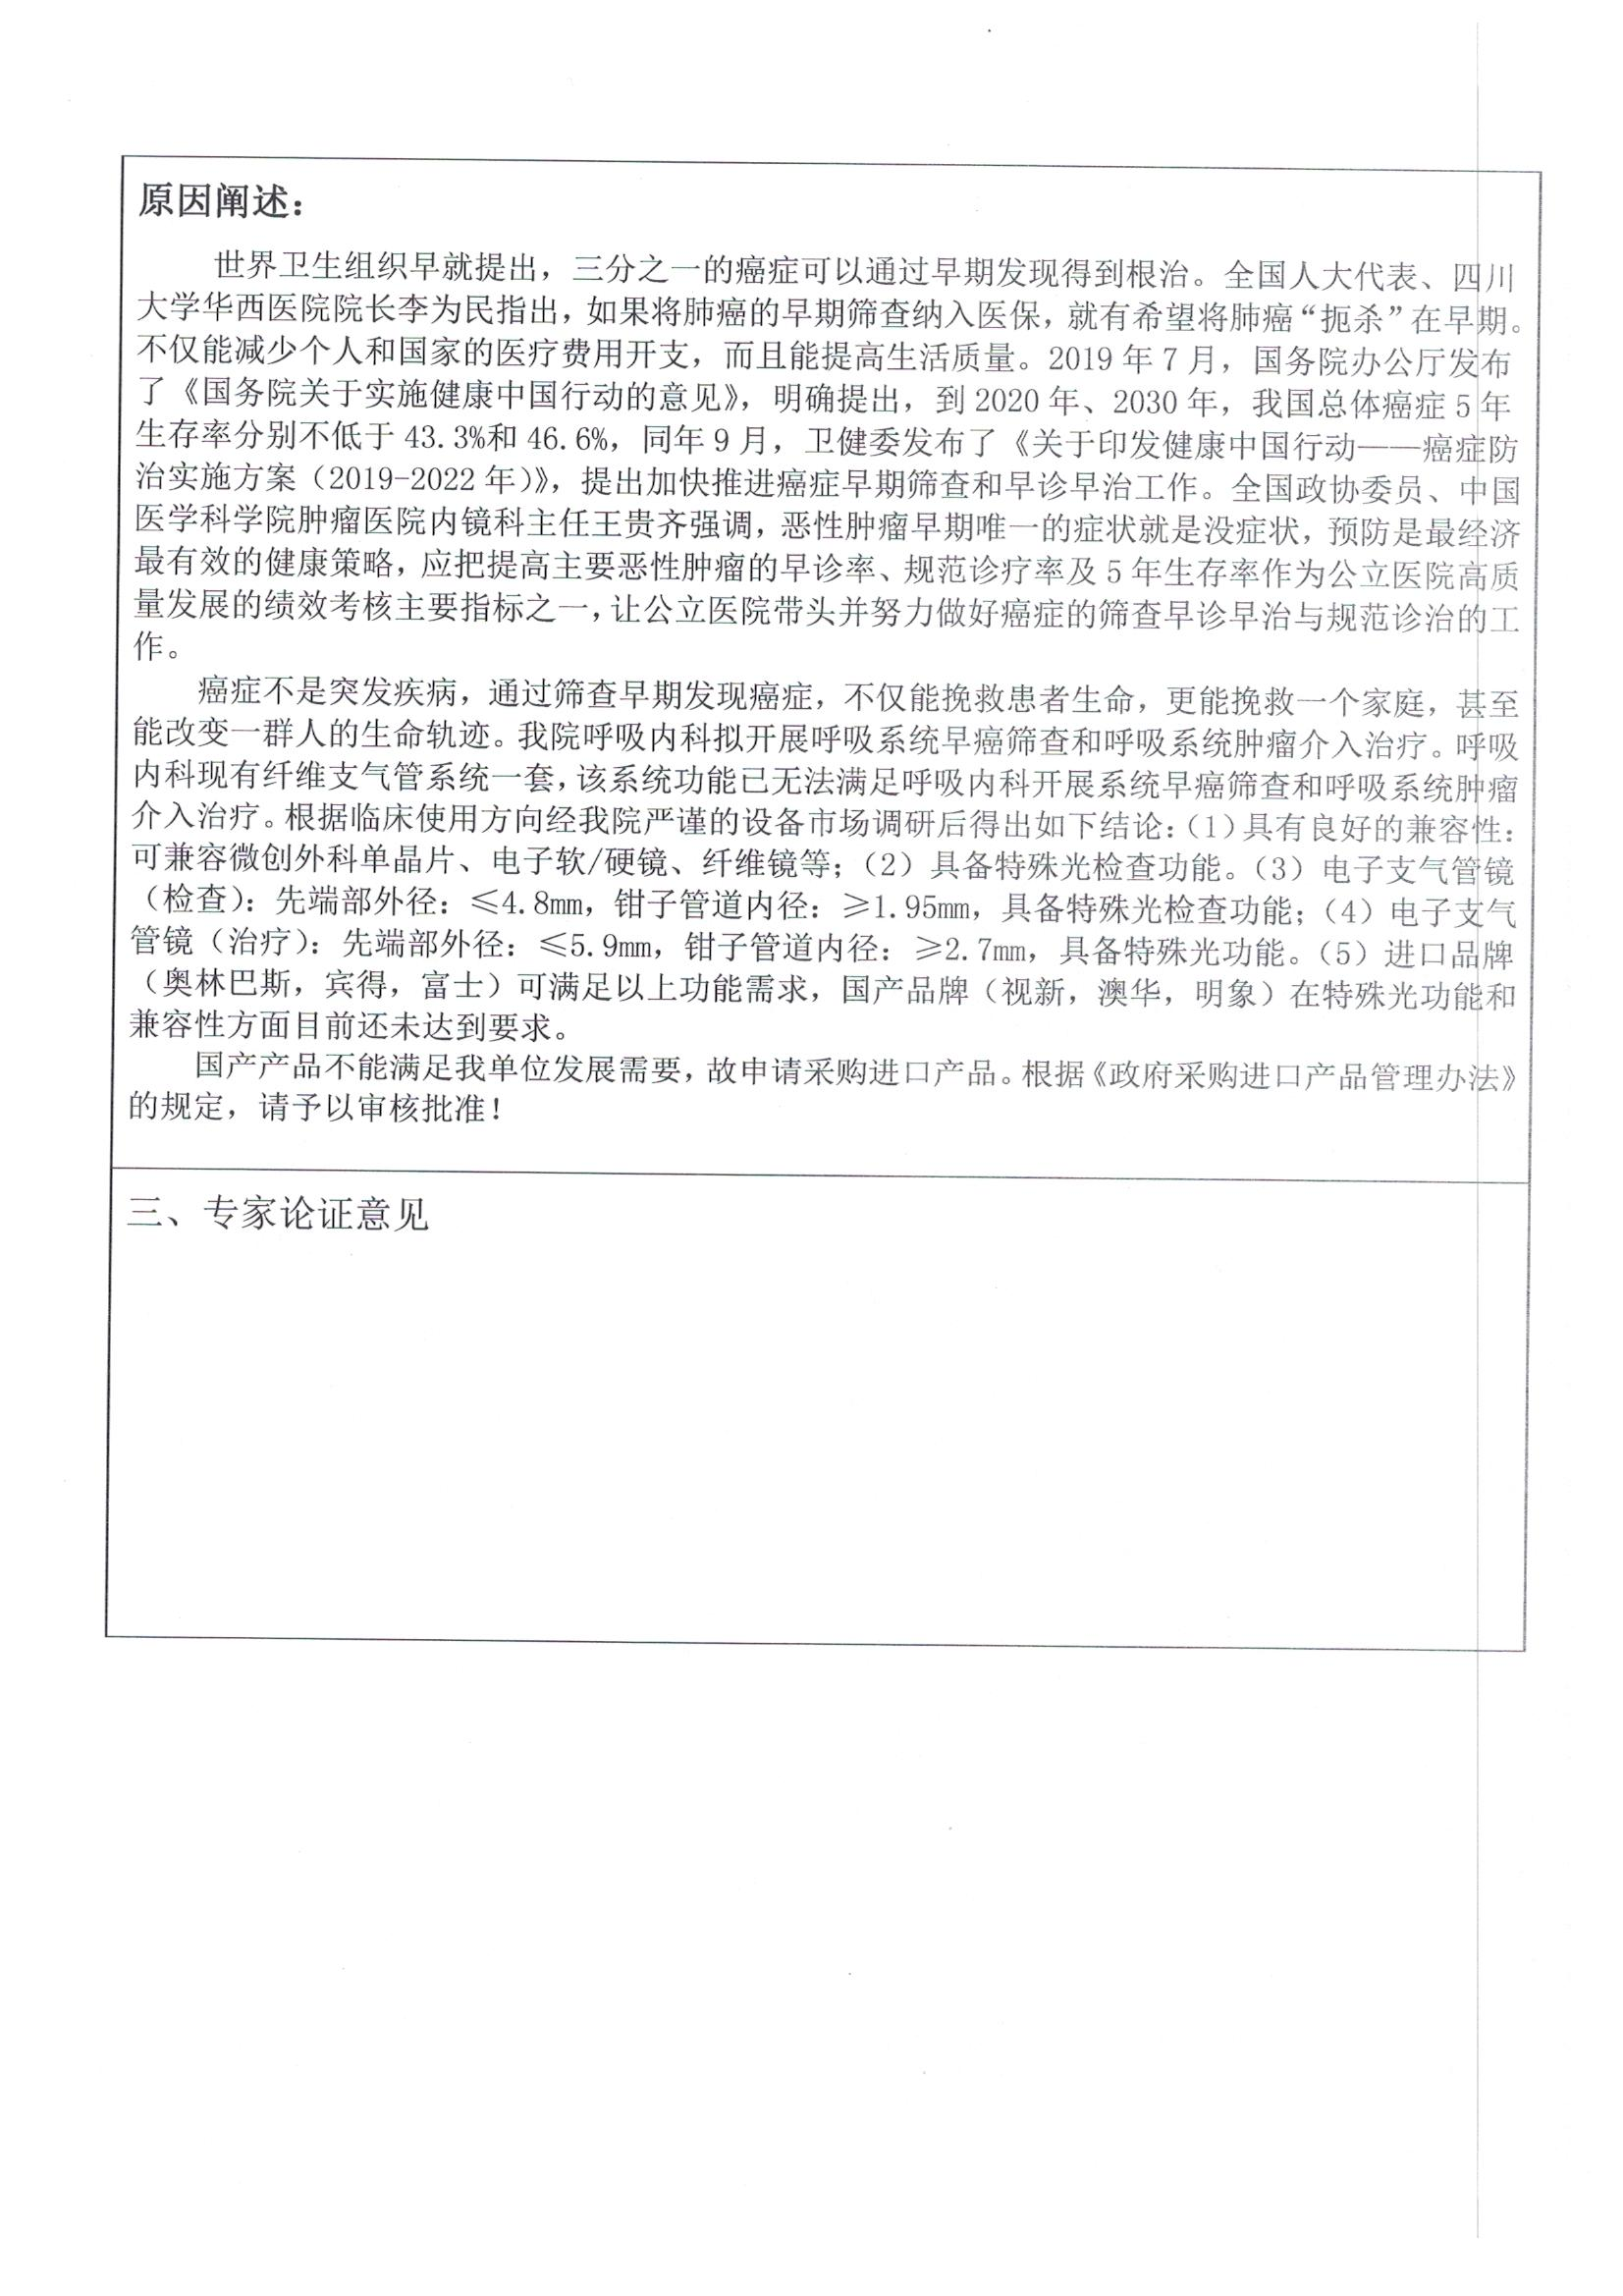 原因阐述：
世界卫生组织早就提出，三分之一的癌症可以通过早期发现得到根治。全国人大代表、四川
大学华西医院院长李为民指出，如果将肺癌的早期筛查纳入医保，就有希望将肺癌“扼杀”在早期。
不仅能减少个人和国家的医疗费用开支，而且能提高生活质量。2019 年 7 月，国务院办公厅发布
了《国务院关于实施健康中国行动的意见》，明确提出，到 2020 年、2030 年，我国总体癌症 5 年
生存率分别不低于 43.3%和 46.6%，同年 9 月，卫健委发布了《关于印发健康中国行动——癌症防
治实施方案（2019-2022 年）》，提出加快推进癌症早期筛查和早诊早治工作。全国政协委员、中国
医学科学院肿瘤医院内镜科主任王贵齐强调，恶性肿瘤早期唯一的症状就是没症状，预防是最经济
最有效的健康策略，应把提高主要恶性肿瘤的早诊率、规范诊疗率及 5 年生存率作为公立医院高质
量发展的绩效考核主要指标之一，让公立医院带头并努力做好癌症的筛查早诊早治与规范诊治的工
作。
癌症不是突发疾病，通过筛查早期发现癌症，不仅能挽救患者生命，更能挽救一个家庭，甚至
能改变一群人的生命轨迹。我院呼吸内科拟开展呼吸系统早癌筛查和呼吸系统肿瘤介入治疗。呼吸
内科现有纤维支气管系统一套，该系统功能已无法满足呼吸内科开展系统早癌筛查和呼吸系统肿瘤
介入治疗。根据临床使用方向经我院严谨的设备市场调研后得出如下结论：（1）具有良好的兼容性：
可兼容微创外科单晶片、电子软/硬镜、纤维镜等；（2）具备特殊光检查功能。（3）电子支气管镜
（检查）：先端部外径：≤4.8mm，钳子管道内径：≥1.95mm，具备特殊光检查功能；（4）电子支气
管镜（治疗）：先端部外径：≤5.9mm，钳子管道内径：≥2.7mm，具备特殊光功能。（5）进口品牌
（奥林巴斯，宾得，富士）可满足以上功能需求，国产品牌（视新，澳华，明象）在特殊光功能和
兼容性方面目前还未达到要求。
国产产品不能满足我单位发展需要，故申请采购进口产品。根据《政府采购进口产品管理办法》
的规定，请予以审核批准！
三、专家论证意见